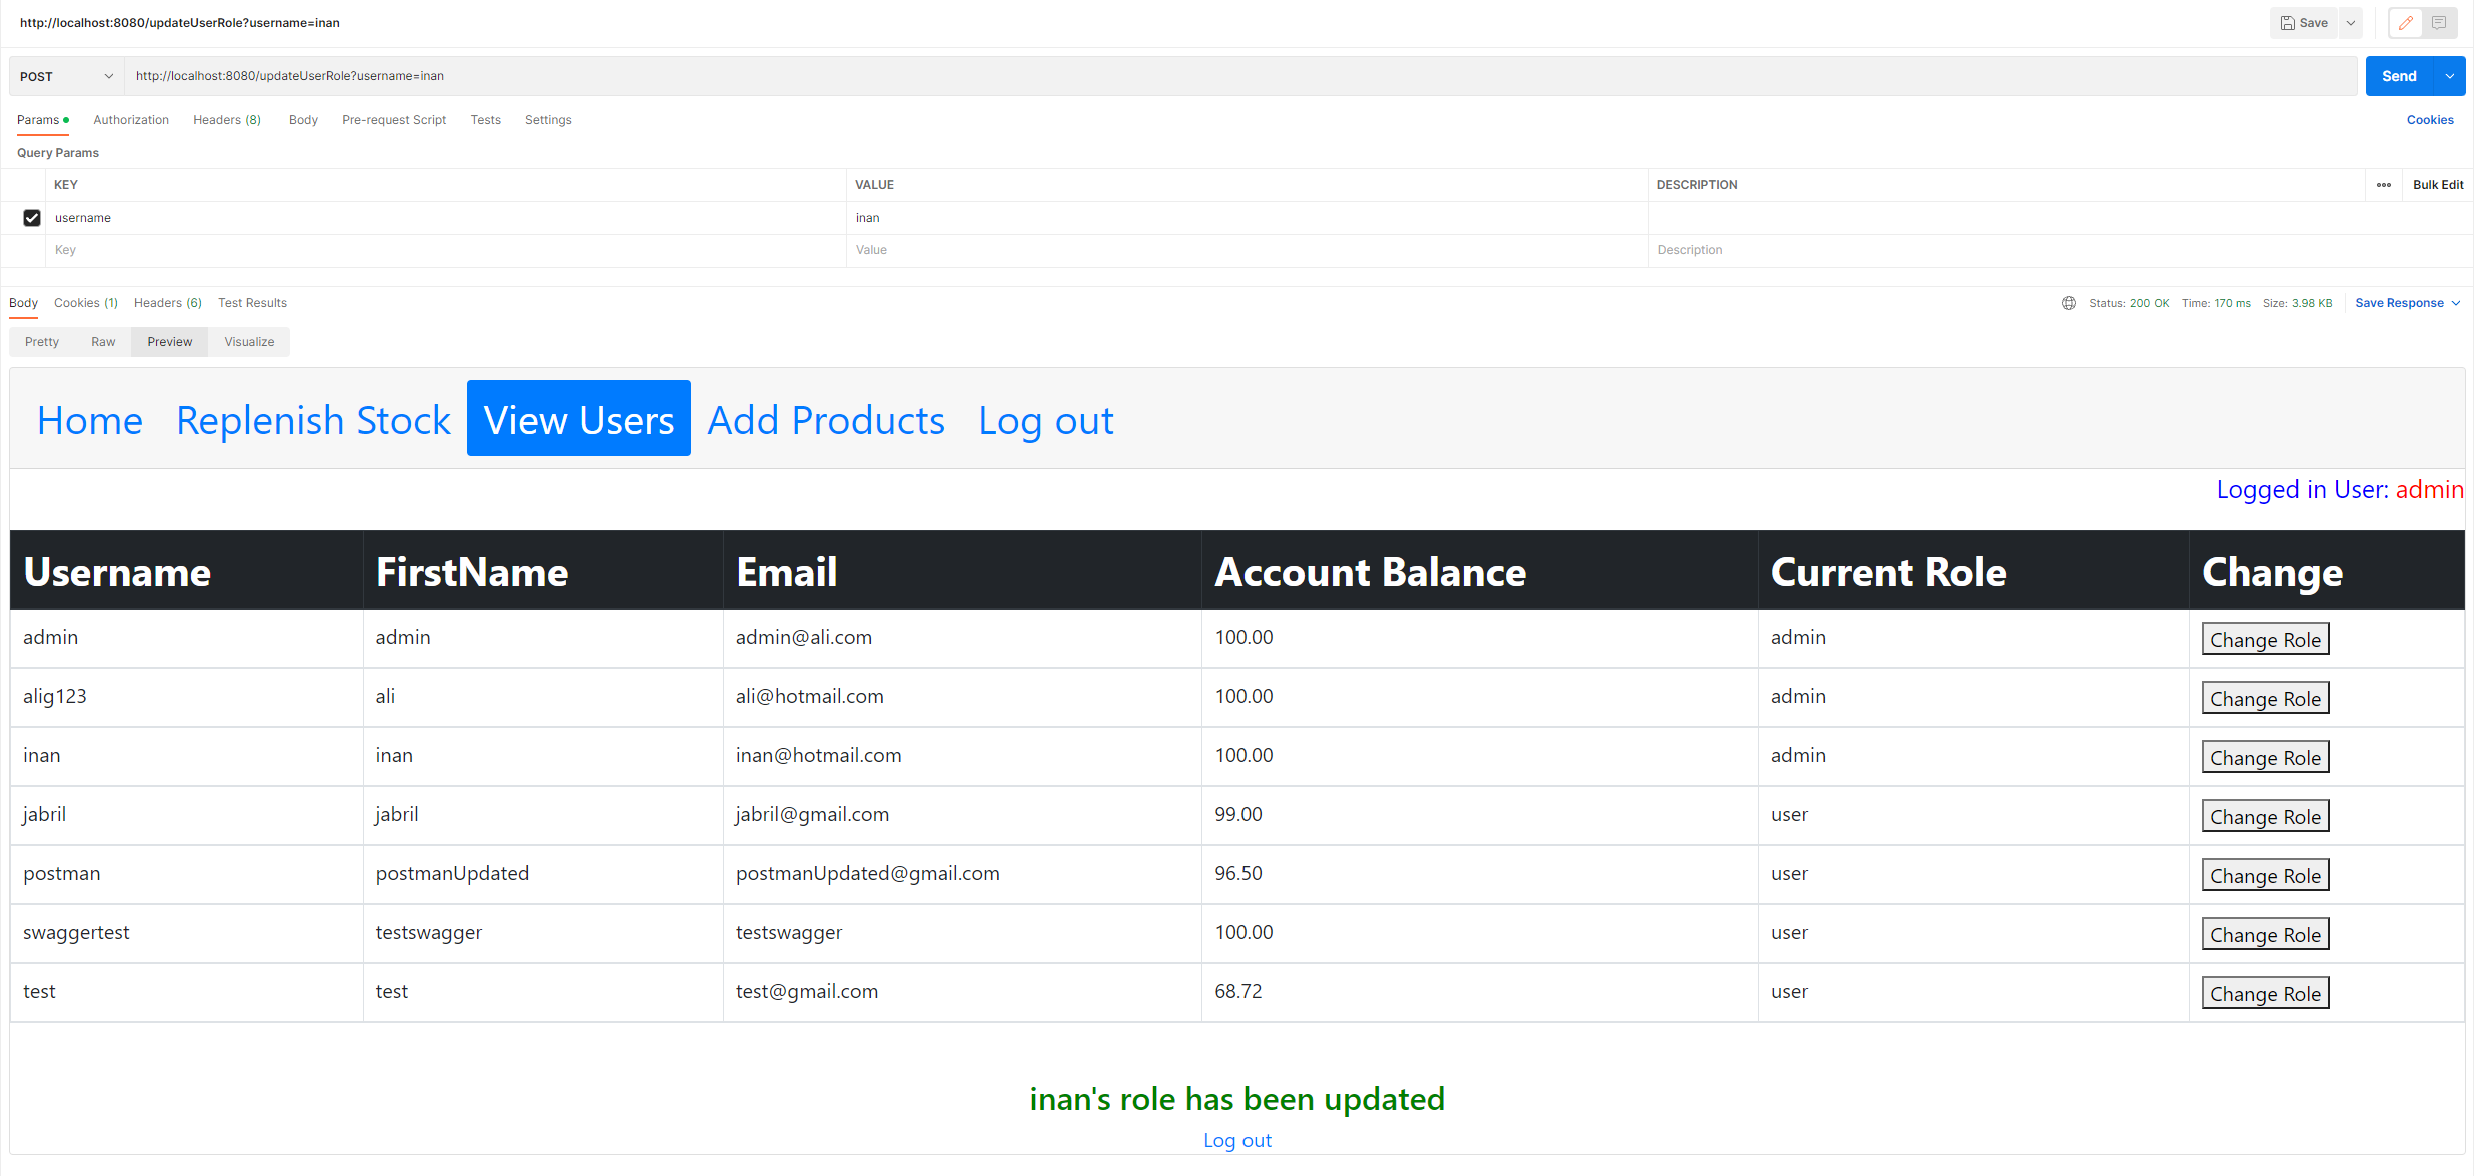 http://localhost:8080/updateUserRole?username=inan Save
POST http://localhost:8080/updateUserRole?username=inan Send
Params Authorization Headers (8) Body Pre-request Script Tests Settings Cookies
Query Params
KEY VALUE DESCRIPTION Bulk Edit
username inan
Key Value Description
Body Cookies (1) Headers (6) Test Results Status: 200 OK Time: 170 ms Size: 3.98 KB Save Response
Pretty Raw Preview Visualize
Home Replenish Stock View Users Add Products Log out
Logged in User: admin
Username FirstName Email Account Balance Current Role Change
admin admin admin@ali.com 100.00 admin Change Role
alig123 ali ali@hotmail.com 100.00 admin Change Role
inan inan inan@hotmail.com 100.00 admin Change Role
jabril jabril jabril@gmail.com 99.00 user Change Role
postman postmanUpdated postmanUpdated@gmail.com 96.50 user Change Role
swaggertest testswagger testswagger 100.00 user Change Role
test test test@gmail.com 68.72 user Change Role
inan's role has been updated
Log out